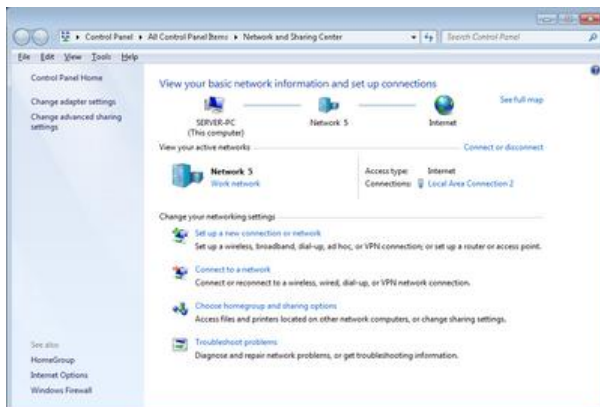 Control Panel ▸ All Control Panel Items ▸ Network and Sharing Center
Search Control Panel
File Edit View Tools Help
Control Panel Home
Change adapter settings
Change advanced sharing
settings
View your basic network information and set up connections
See full map
SERVER-PC
(This computer)
Network 5
Internet
View your active networks
Connect or disconnect
Network 5
Work network
Access type: Internet
Connections: Local Area Connection 2
Change your networking settings
Set up a new connection or network
Set up a wireless, broadband, dial-up, ad hoc, or VPN connection; or set up a router or access point.
Connect to a network
Connect or reconnect to a wireless, wired, dial-up, or VPN network connection.
Choose homegroup and sharing options
Access files and printers located on other network computers, or change sharing settings.
Troubleshoot problems
Diagnose and repair network problems, or get troubleshooting information.
See also
HomeGroup
Internet Options
Windows Firewall